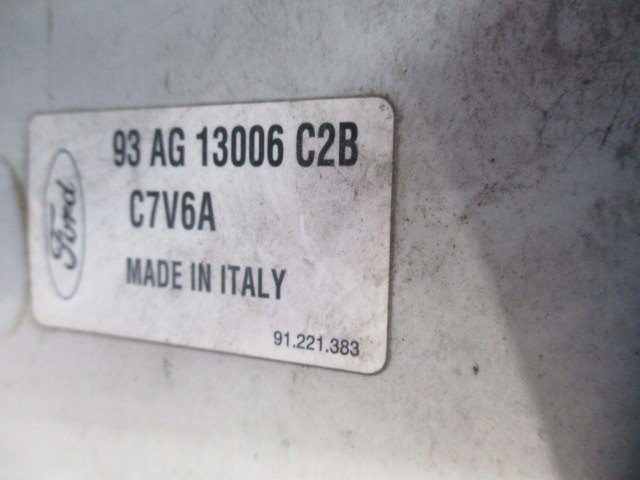 Ford
93 AG 13006 C2B
C7V6A
MADE IN ITALY
91.221.383